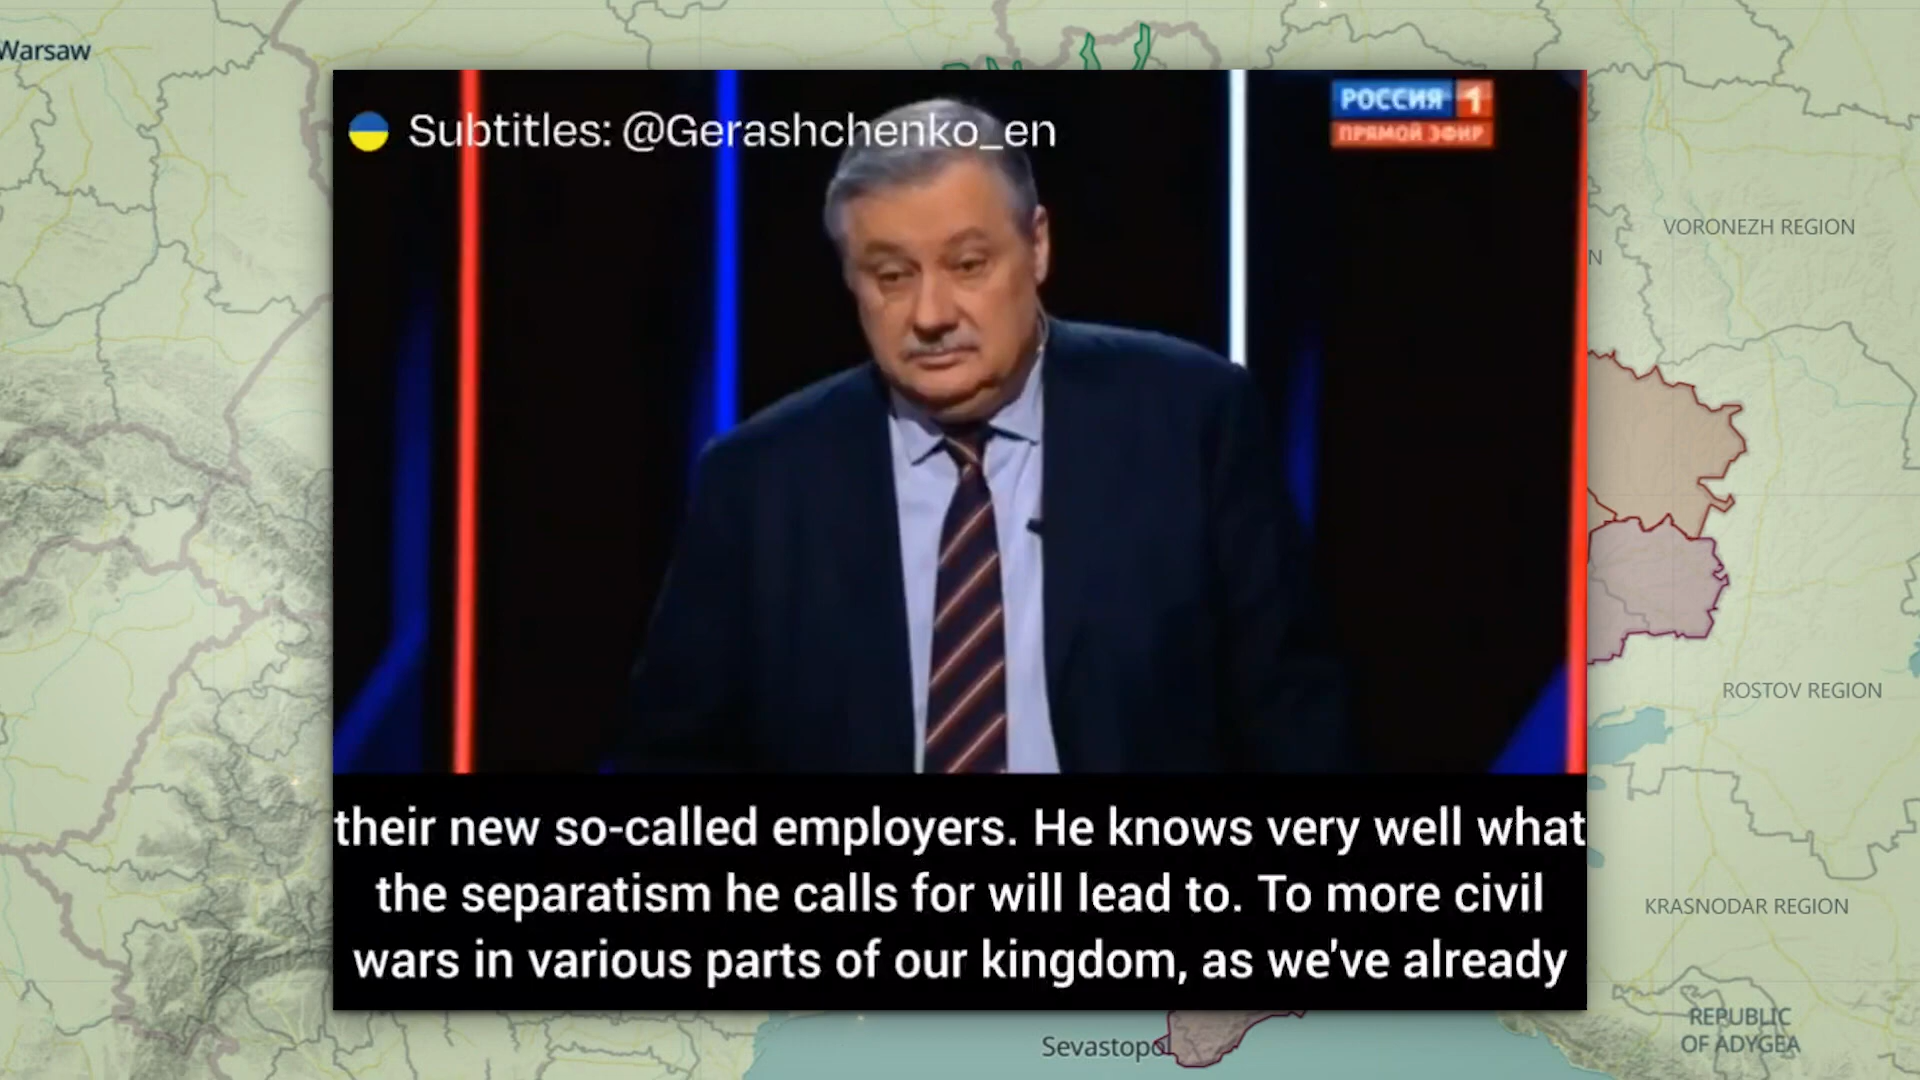 Warsaw
Subtitles: @Gerashchenko_en
РОССИЯ 1
ПРЯМОЙ ЭФИР
VORONEZH REGION
N
ROSTOV REGION
their new so-called employers. He knows very well what
the separatism he calls for will lead to. To more civil
wars in various parts of our kingdom, as we've already
KRASNODAR REGION
Sevastopol
REPUBLIC
OF ADYGEA